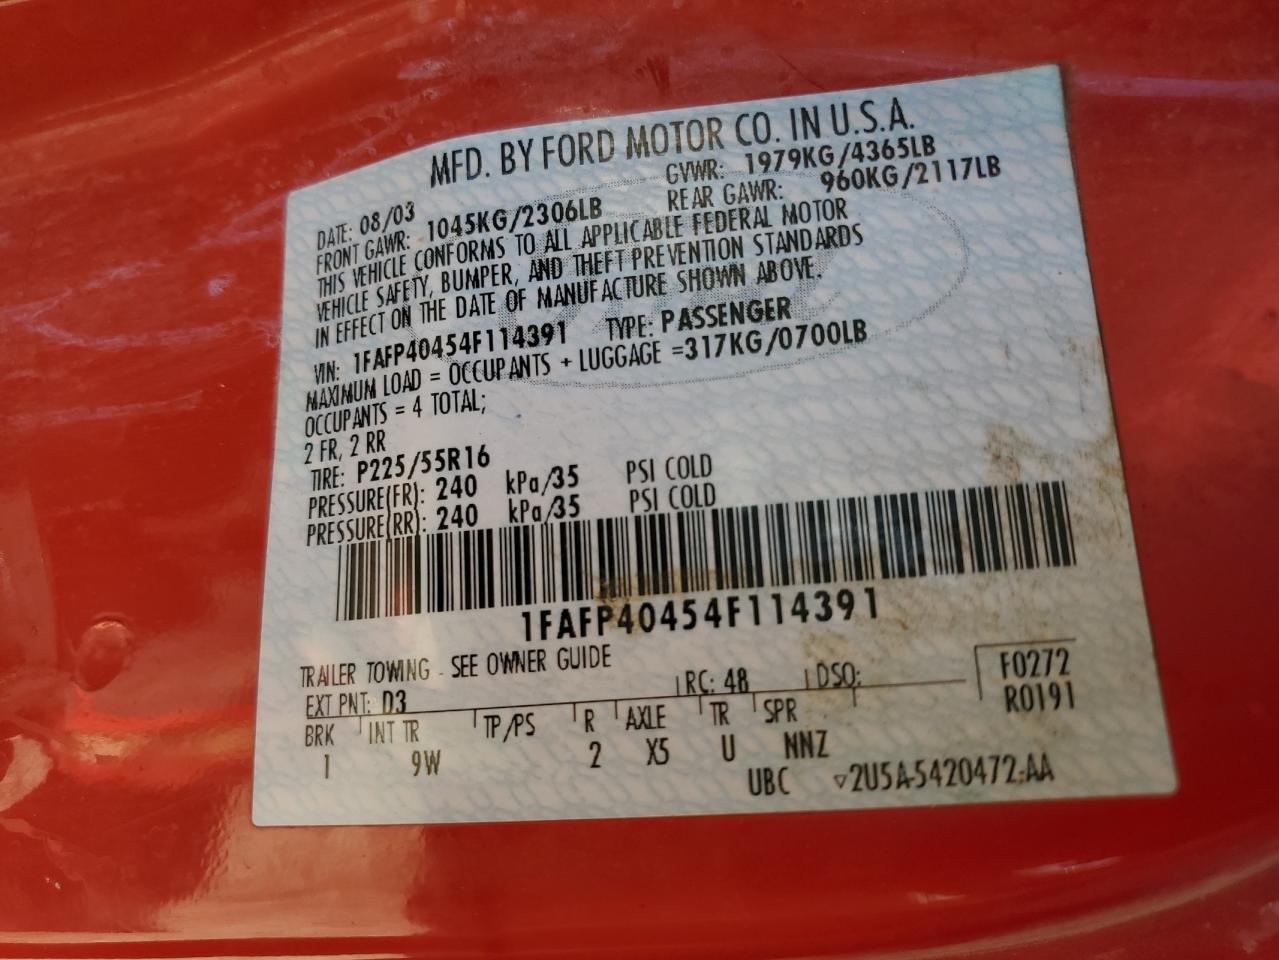 MFD. BY FORD MOTOR CO. IN U.S.A.
DATE: 08/03 GVWR: 1979KG/4365LB
FRONT GAWR: 1045KG/2306LB REAR GAWR: 960KG/2117LB
THIS VEHICLE CONFORMS TO ALL APPLICABLE FEDERAL MOTOR
VEHICLE SAFETY, BUMPER, AND THEFT PREVENTION STANDARDS
IN EFFECT ON THE DATE OF MANUFACTURE SHOWN ABOVE.
VIN: 1FAFP40454F114391 TYPE: PASSENGER
MAXIMUM LOAD = OCCUPANTS + LUGGAGE =317KG/0700LB
OCCUPANTS = 4 TOTAL;
2 FR, 2 RR
TIRE: P225/55R16
PRESSURE(FR): 240 kPa/35 PSI COLD
PRESSURE(RR): 240 kPa/35 PSI COLD
1FAFP40454F114391
TRAILER TOWING - SEE OWNER GUIDE
EXT PNT: D3 RC: 48 DSO: F0272
R0191
BRK INT TR TP/PS R AXLE TR SPR
1 9W 2 X5 U NNZ
UBC ▿2U5A-5420472-AA